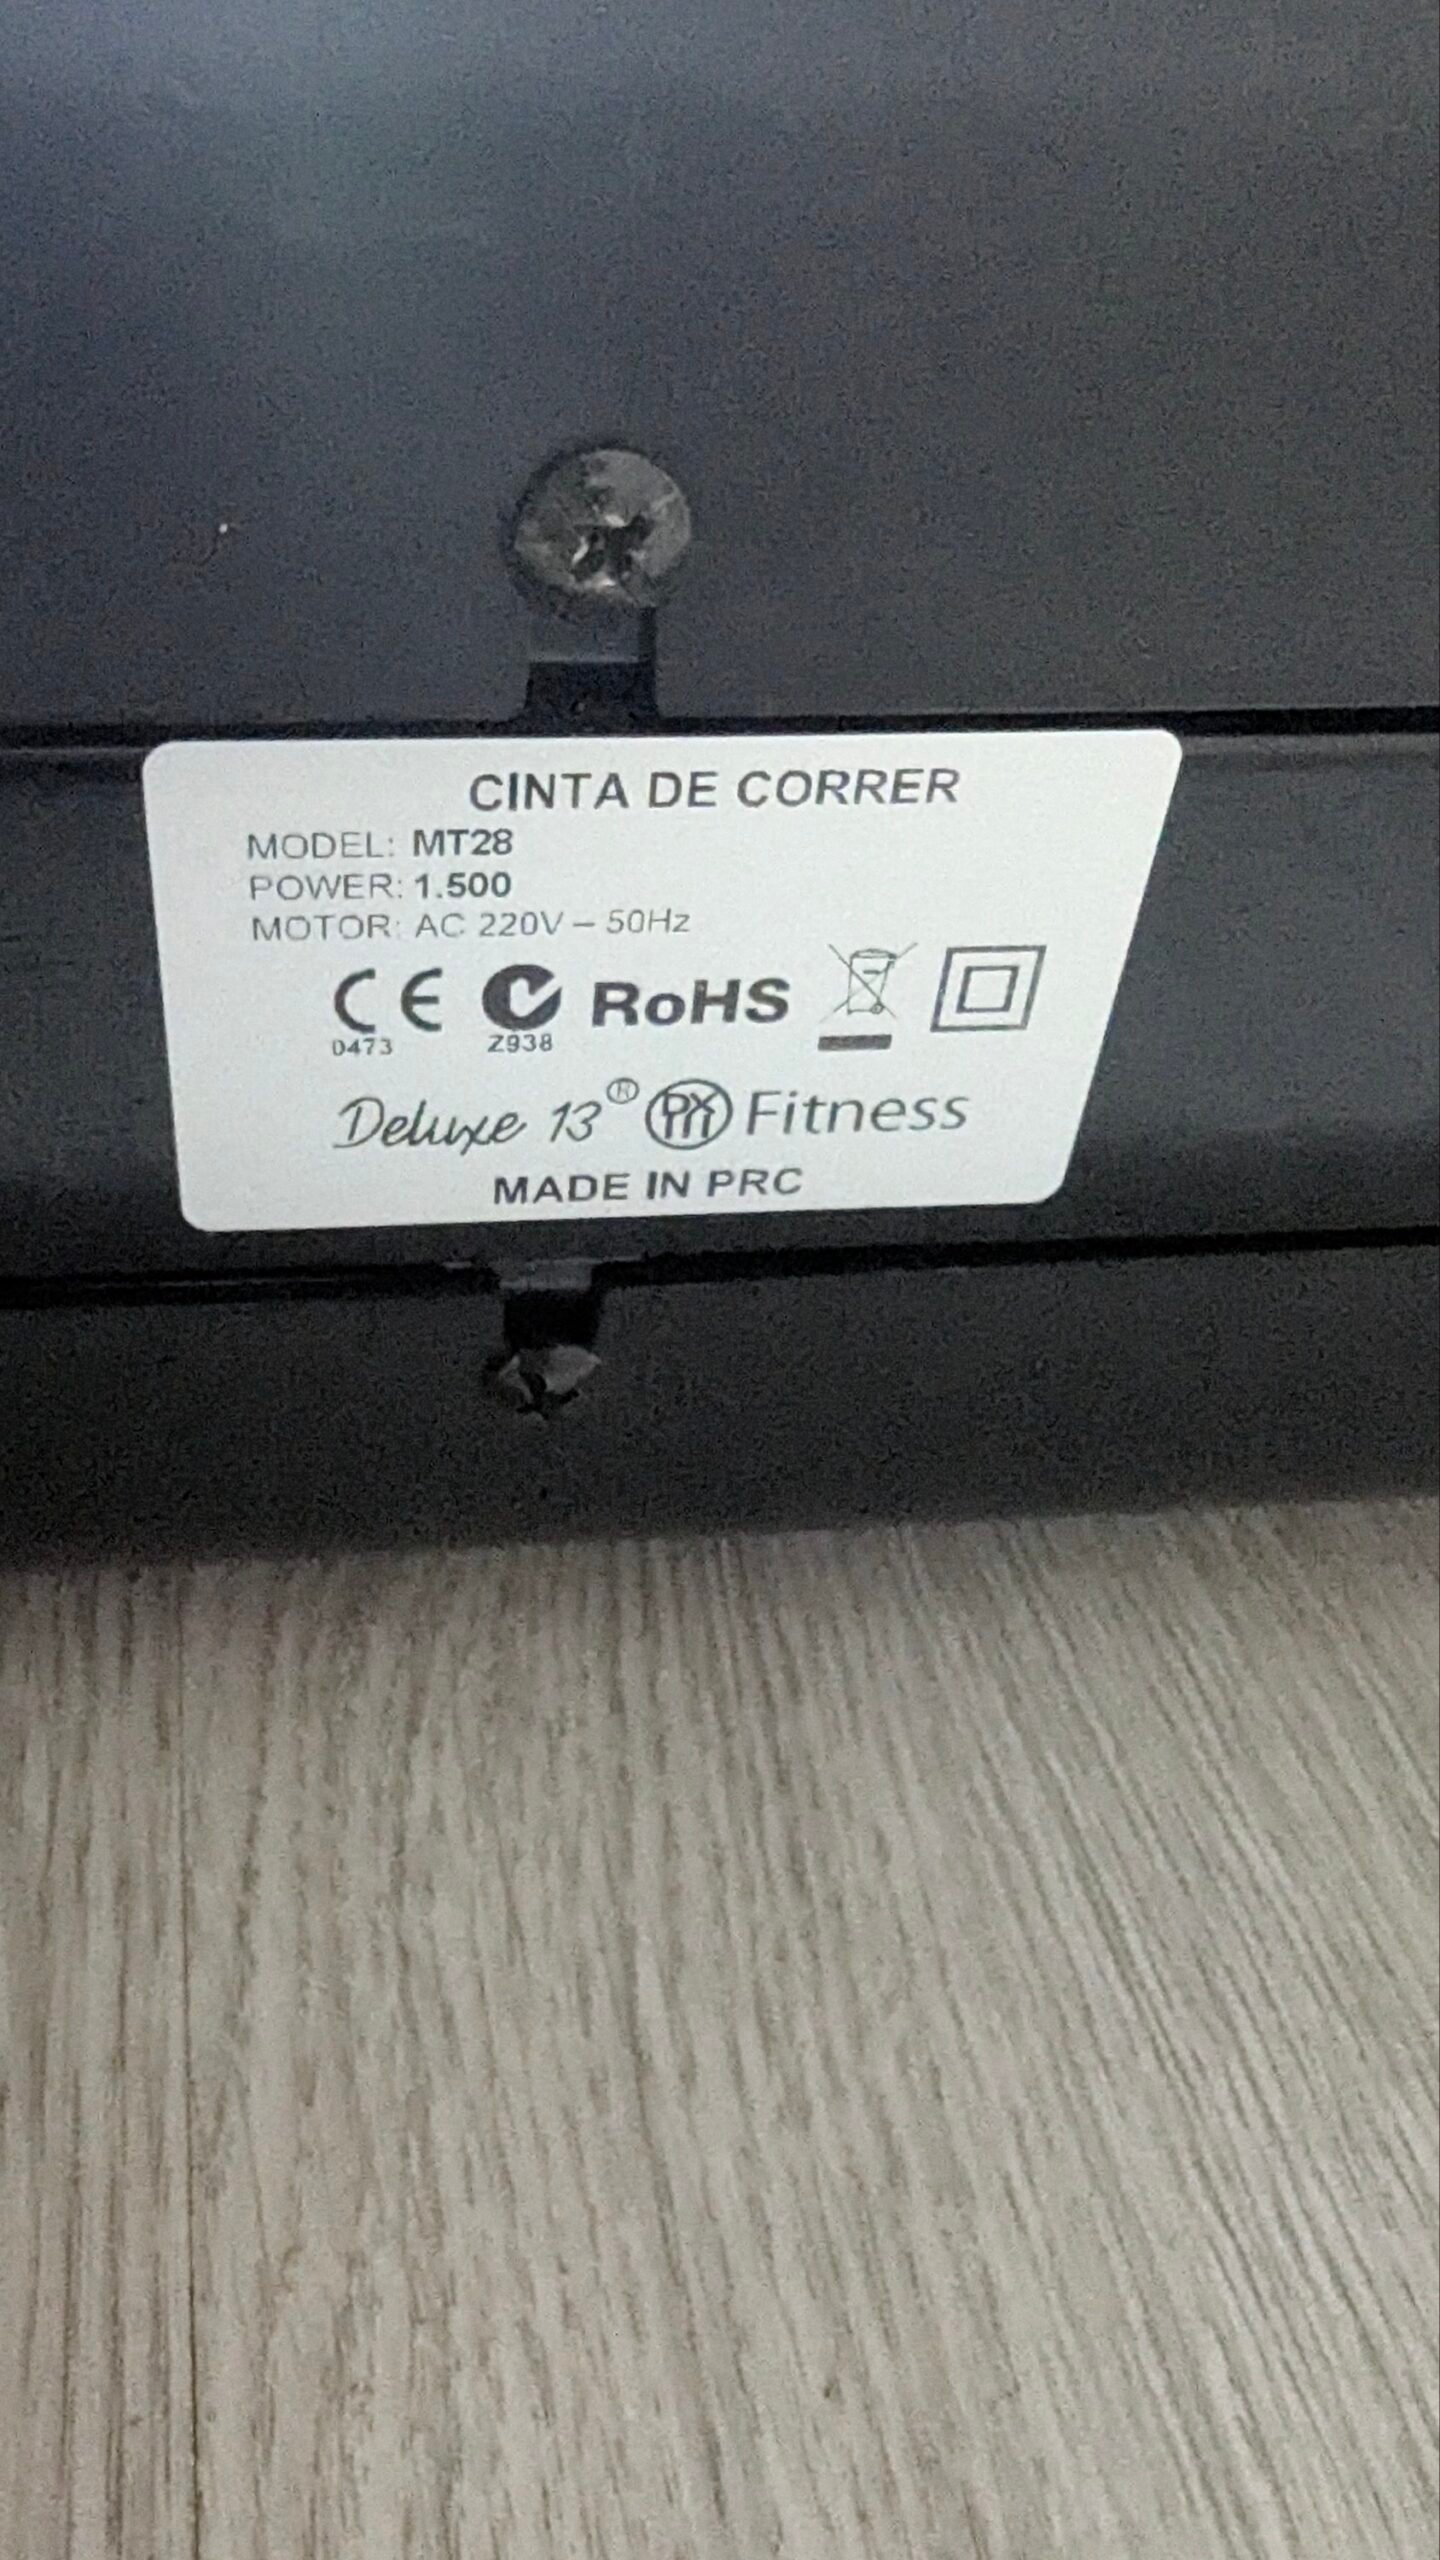 CINTA DE CORRER
MODEL: MT28
POWER: 1.500
MOTOR: AC 220V – 50Hz
CE RoHS
0473 Z938
Deluxe 13® Fitness
MADE IN PRC